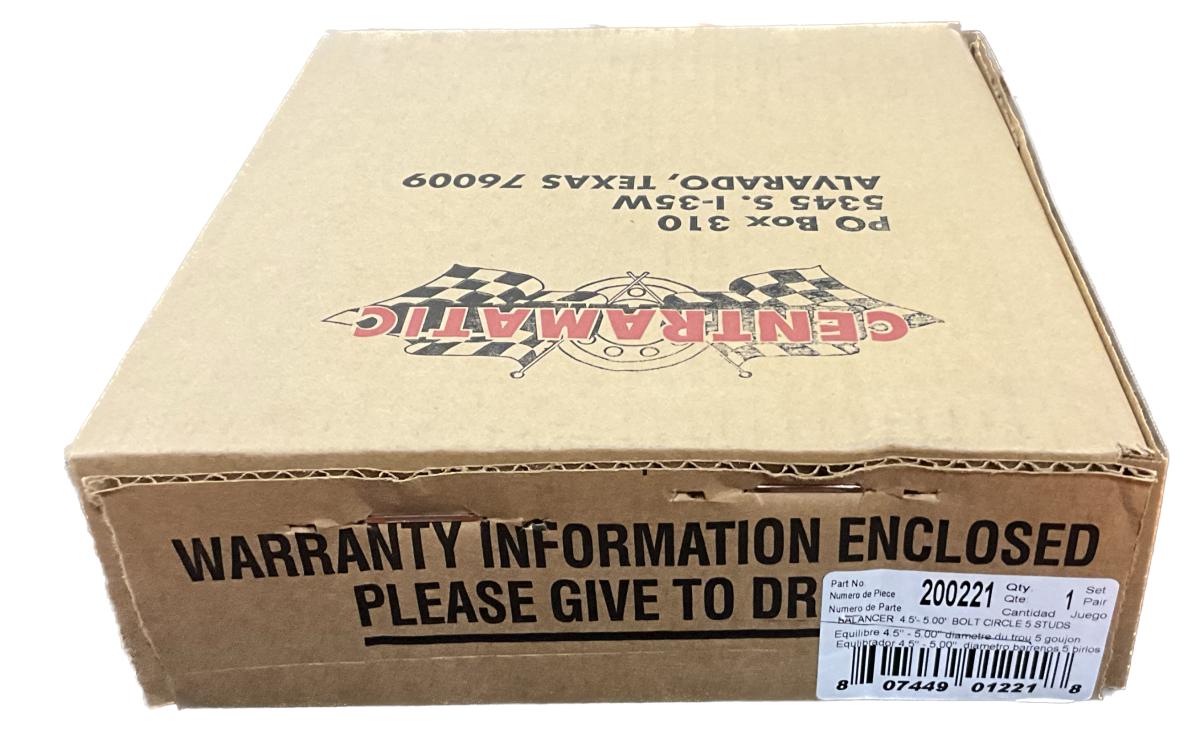 CENTRAMATIC
PO Box 310
5345 S. I-35W
ALVARADO, TEXAS 76009
WARRANTY INFORMATION ENCLOSED
PLEASE GIVE TO DR
Part No.
Numero de Piece
Numero de Parte
200221
Qty.
Qte.
Cantidad
1
Set
Pair
Juego
BALANCER 4.5'- 5.00' BOLT CIRCLE 5 STUDS
Equilibre 4.5" - 5.00" diametre du trou 5 goujon
Equilibrador 4.5" - 5.00" diametro barrenos 5 pirlos
8 07449 01221 8